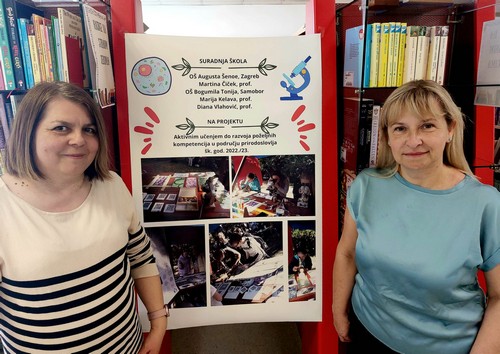 SURADNJA ŠKOLA
OŠ Augusta Šenoe, Zagreb
Martina Čiček, prof.
OŠ Bogumila Tonija, Samobor
Marija Kelava, prof.
Diana Vlahović, prof.
NA PROJEKTU
Aktivnim učenjem do razvoja poželjnih
kompetencija u području prirodoslovlja
šk. god. 2022./23.